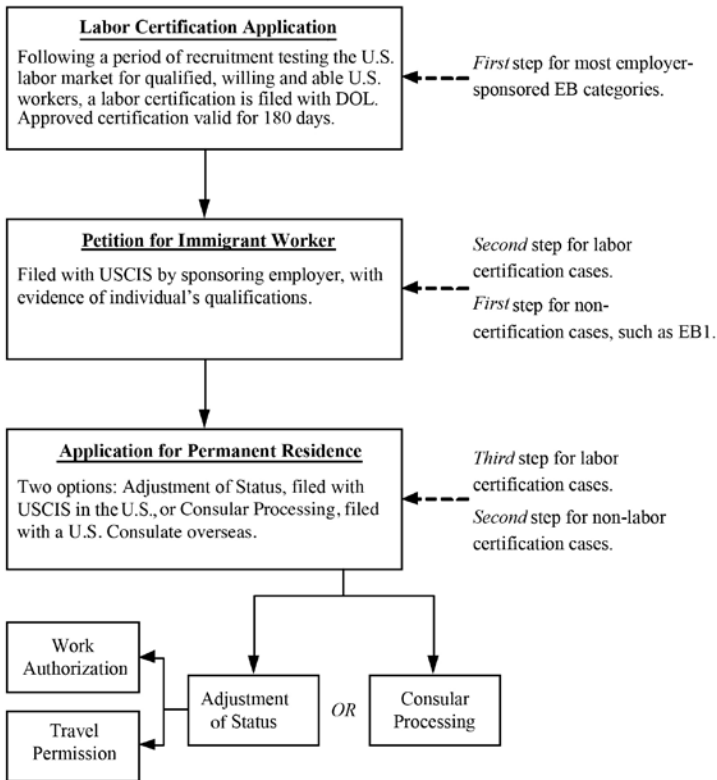 Labor Certification Application
Following a period of recruitment testing the U.S.
labor market for qualified, willing and able U.S.
workers, a labor certification is filed with DOL.
Approved certification valid for 180 days.
First step for most employer-
sponsored EB categories.
Petition for Immigrant Worker
Filed with USCIS by sponsoring employer, with
evidence of individual's qualifications.
Second step for labor
certification cases.
First step for non-
certification cases, such as EB1.
Application for Permanent Residence
Two options: Adjustment of Status, filed with
USCIS in the U.S., or Consular Processing, filed
with a U.S. Consulate overseas.
Third step for labor
certification cases.
Second step for non-labor
certification cases.
Work
Authorization
Travel
Permission
Adjustment
of Status
OR
Consular
Processing